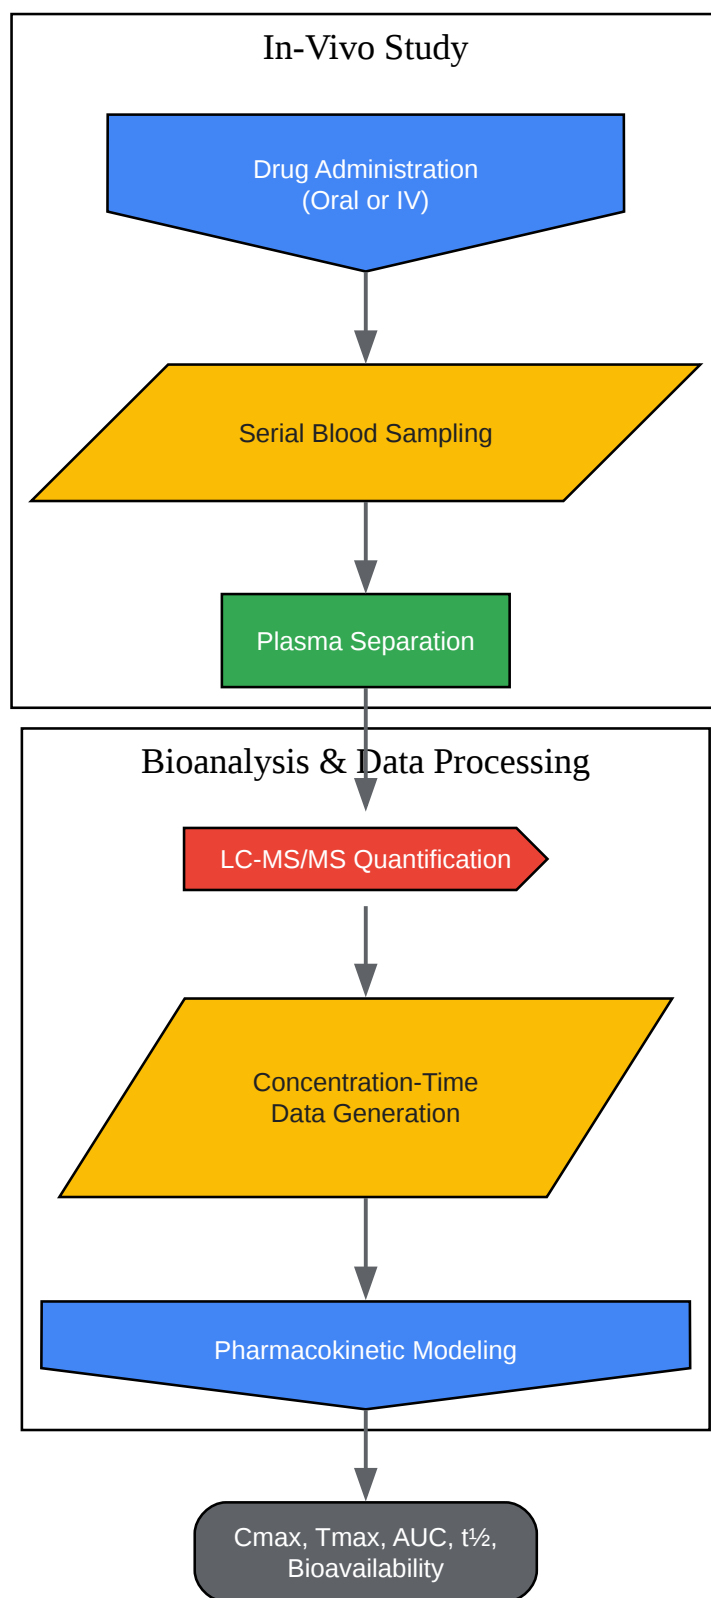 In-Vivo Study
Drug Administration
(Oral or IV)
Serial Blood Sampling
Plasma Separation
Bioanalysis & Data Processing
LC-MS/MS Quantification
Concentration-Time
Data Generation
Pharmacokinetic Modeling
Cmax, Tmax, AUC, t½,
Bioavailability